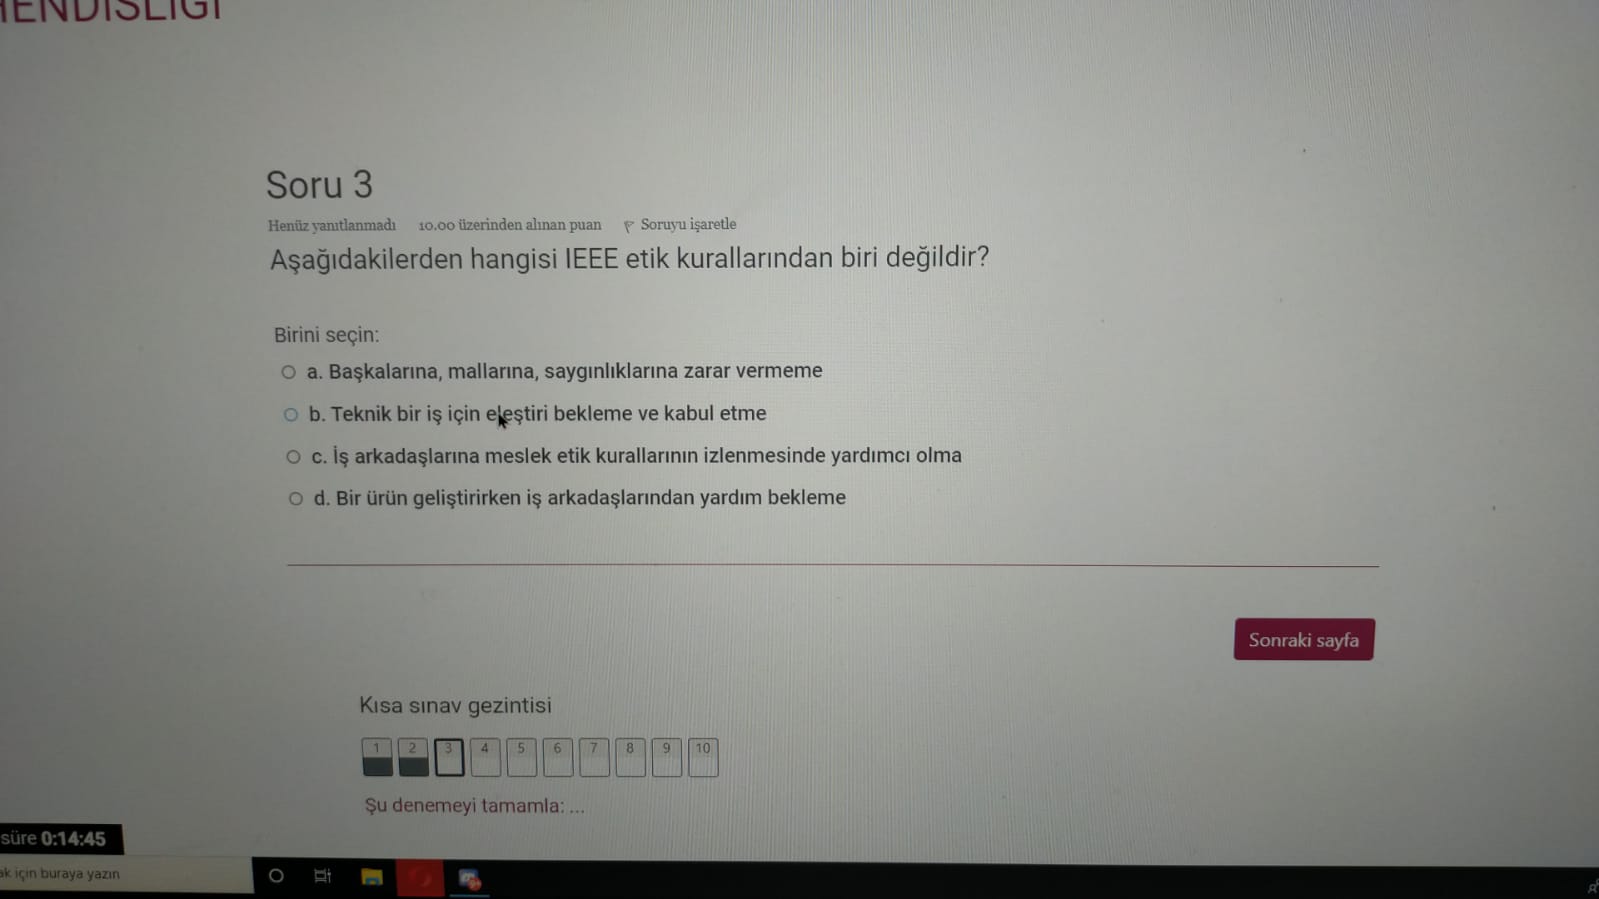 HENDİSLİĞİ
Soru 3
Henüz yanıtlanmadı 10.00 üzerinden alınan puan Soruyu işaretle
Aşağıdakilerden hangisi IEEE etik kurallarından biri değildir?
Birini seçin:
a. Başkalarına, mallarına, saygınlıklarına zarar vermeme
b. Teknik bir iş için eleştiri bekleme ve kabul etme
c. İş arkadaşlarına meslek etik kurallarının izlenmesinde yardımcı olma
d. Bir ürün geliştirirken iş arkadaşlarından yardım bekleme
Sonraki sayfa
Kısa sınav gezintisi
1 2 3 4 5 6 7 8 9 10
Şu denemeyi tamamla: ...
süre 0:14:45
ak için buraya yazın